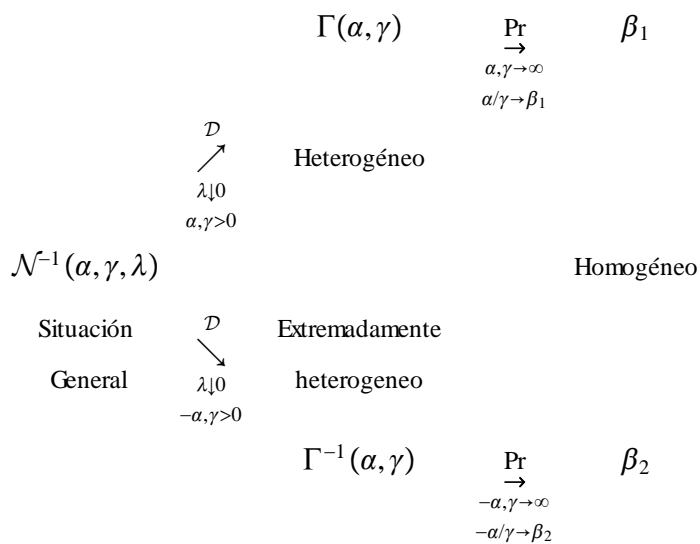 Γ(α, γ) Pr → β₁
α,γ→∞
α/γ→β₁
𝒟
↗ Heterogéneo
λ↓0
α,γ>0
𝒩⁻¹(α, γ, λ) Homogéneo
Situación 𝒟 Extremadamente
↘
General λ↓0 heterogeneo
−α,γ>0
Γ⁻¹(α, γ) Pr → β₂
−α,γ→∞
−α/γ→β₂